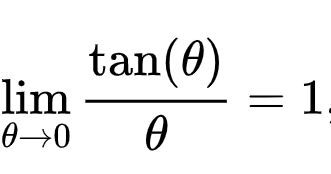 lim_{θ→0} tan(θ)/θ = 1,